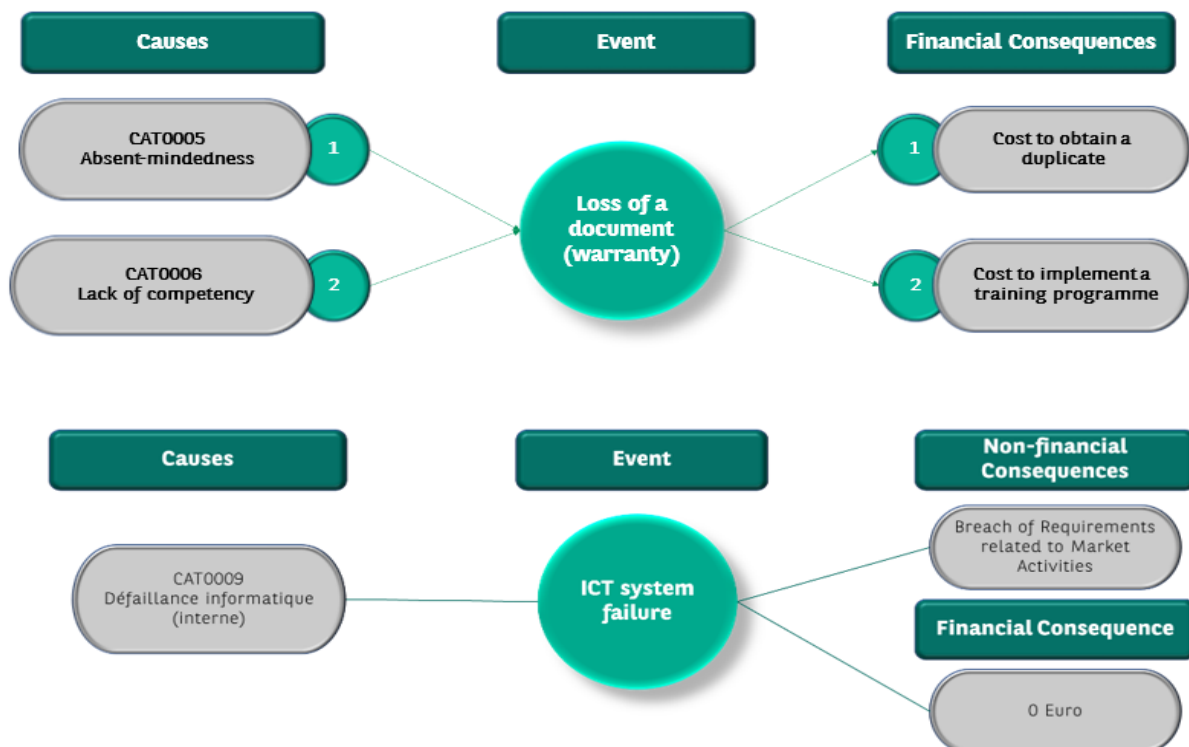 Causes
Event
Financial Consequences
CAT0005
Absent-mindedness
1
CAT0006
Lack of competency
2
Loss of a
document
(warranty)
1
Cost to obtain a
duplicate
2
Cost to implement a
training programme
Causes
Event
Non-financial
Consequences
CAT0009
Défaillance informatique
(interne)
ICT system
failure
Breach of Requirements
related to Market
Activities
Financial Consequence
0 Euro